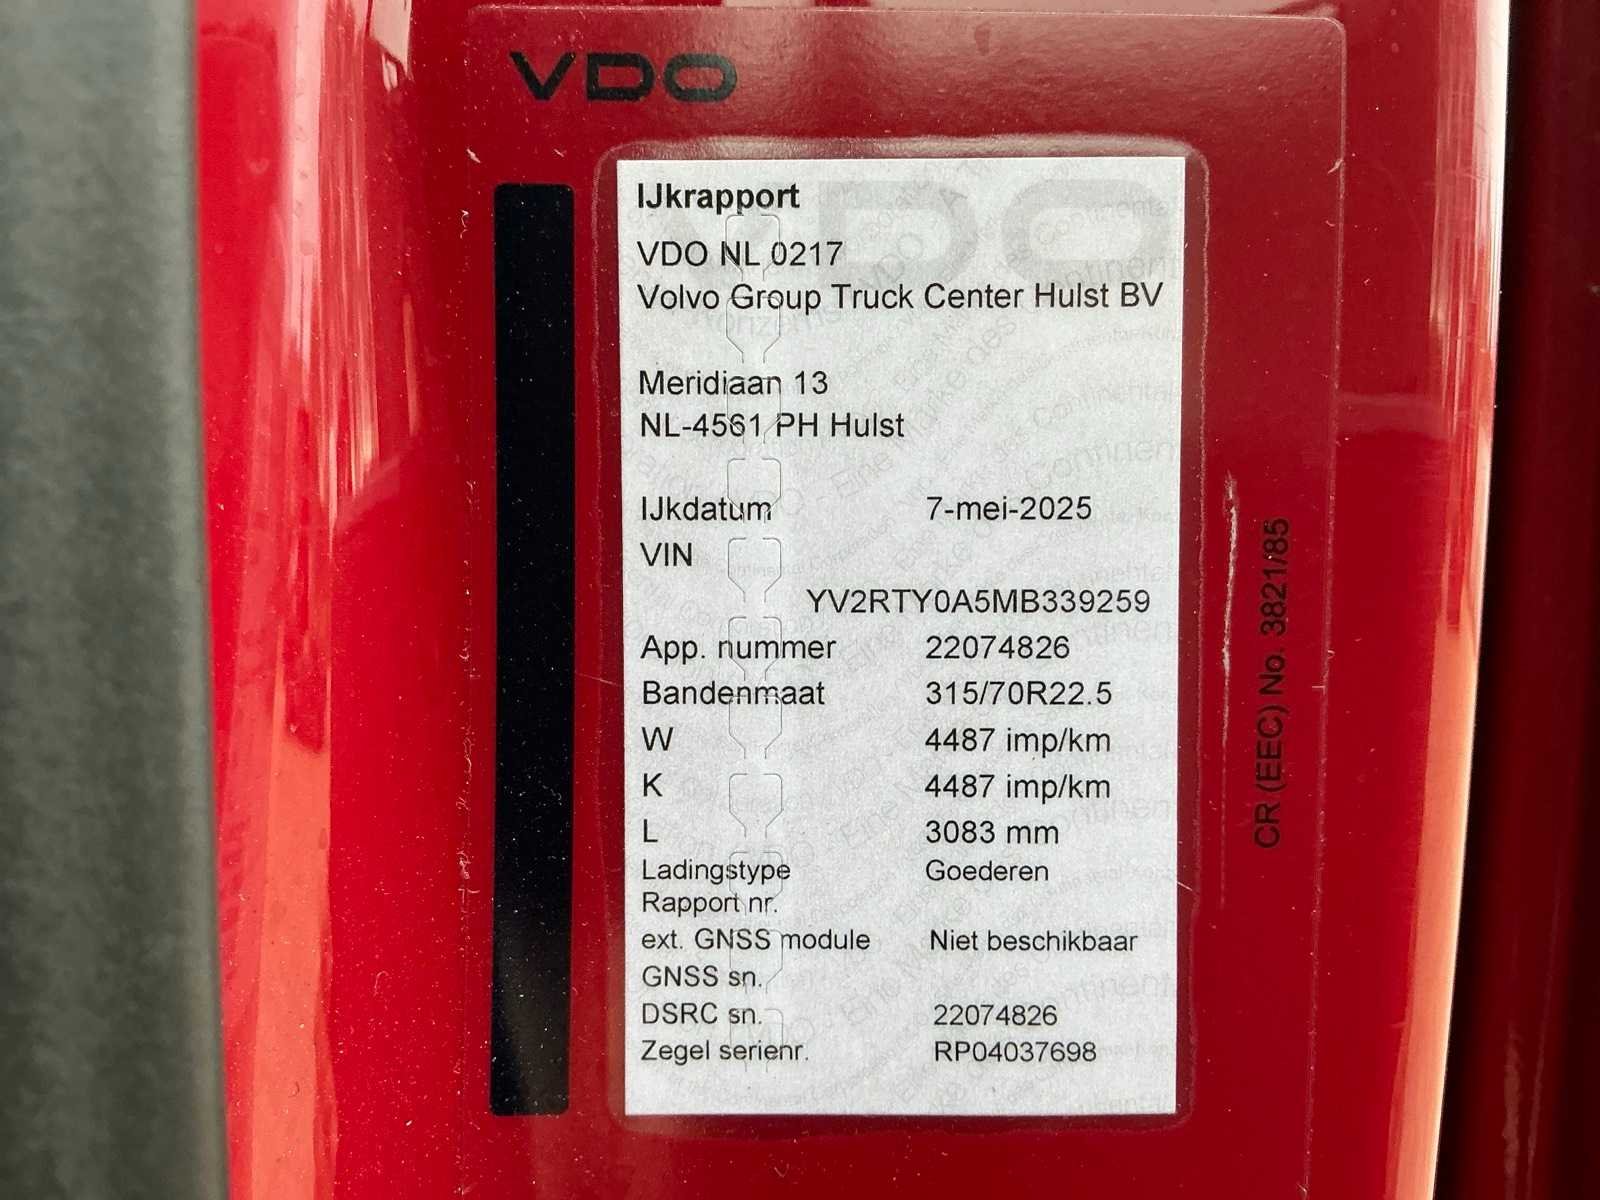 VDO
IJkrapport
VDO NL 0217
Volvo Group Truck Center Hulst BV
Meridiaan 13
NL-4561 PH Hulst
IJkdatum 7-mei-2025
VIN
YV2RTY0A5MB339259
App. nummer 22074826
Bandenmaat 315/70R22.5
W 4487 imp/km
K 4487 imp/km
L 3083 mm
Ladingstype Goederen
Rapport nr.
ext. GNSS module Niet beschikbaar
GNSS sn.
DSRC sn. 22074826
Zegel serienr. RP04037698
CR (EEC) No. 3821/85